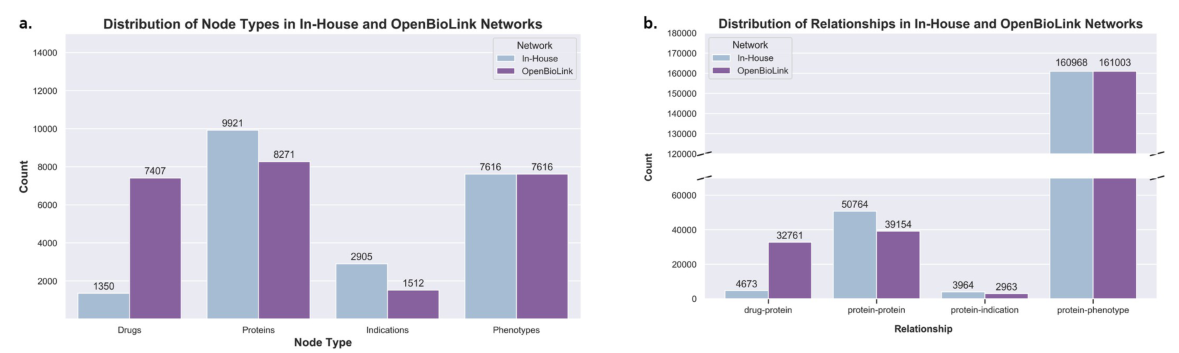 a.
Distribution of Node Types in In-House and OpenBioLink Networks
Network
In-House
OpenBioLink
Count
14000
12000
10000
8000
6000
4000
2000
1350
7407
9921
8271
2905
1512
7616
7616
Drugs
Proteins
Indications
Phenotypes
Node Type
b.
Distribution of Relationships in In-House and OpenBioLink Networks
Network
In-House
OpenBioLink
Count
180000
170000
160000
150000
140000
130000
120000
60000
40000
20000
0
4673
32761
50764
39154
3964
2963
160968
161003
drug-protein
protein-protein
protein-indication
protein-phenotype
Relationship